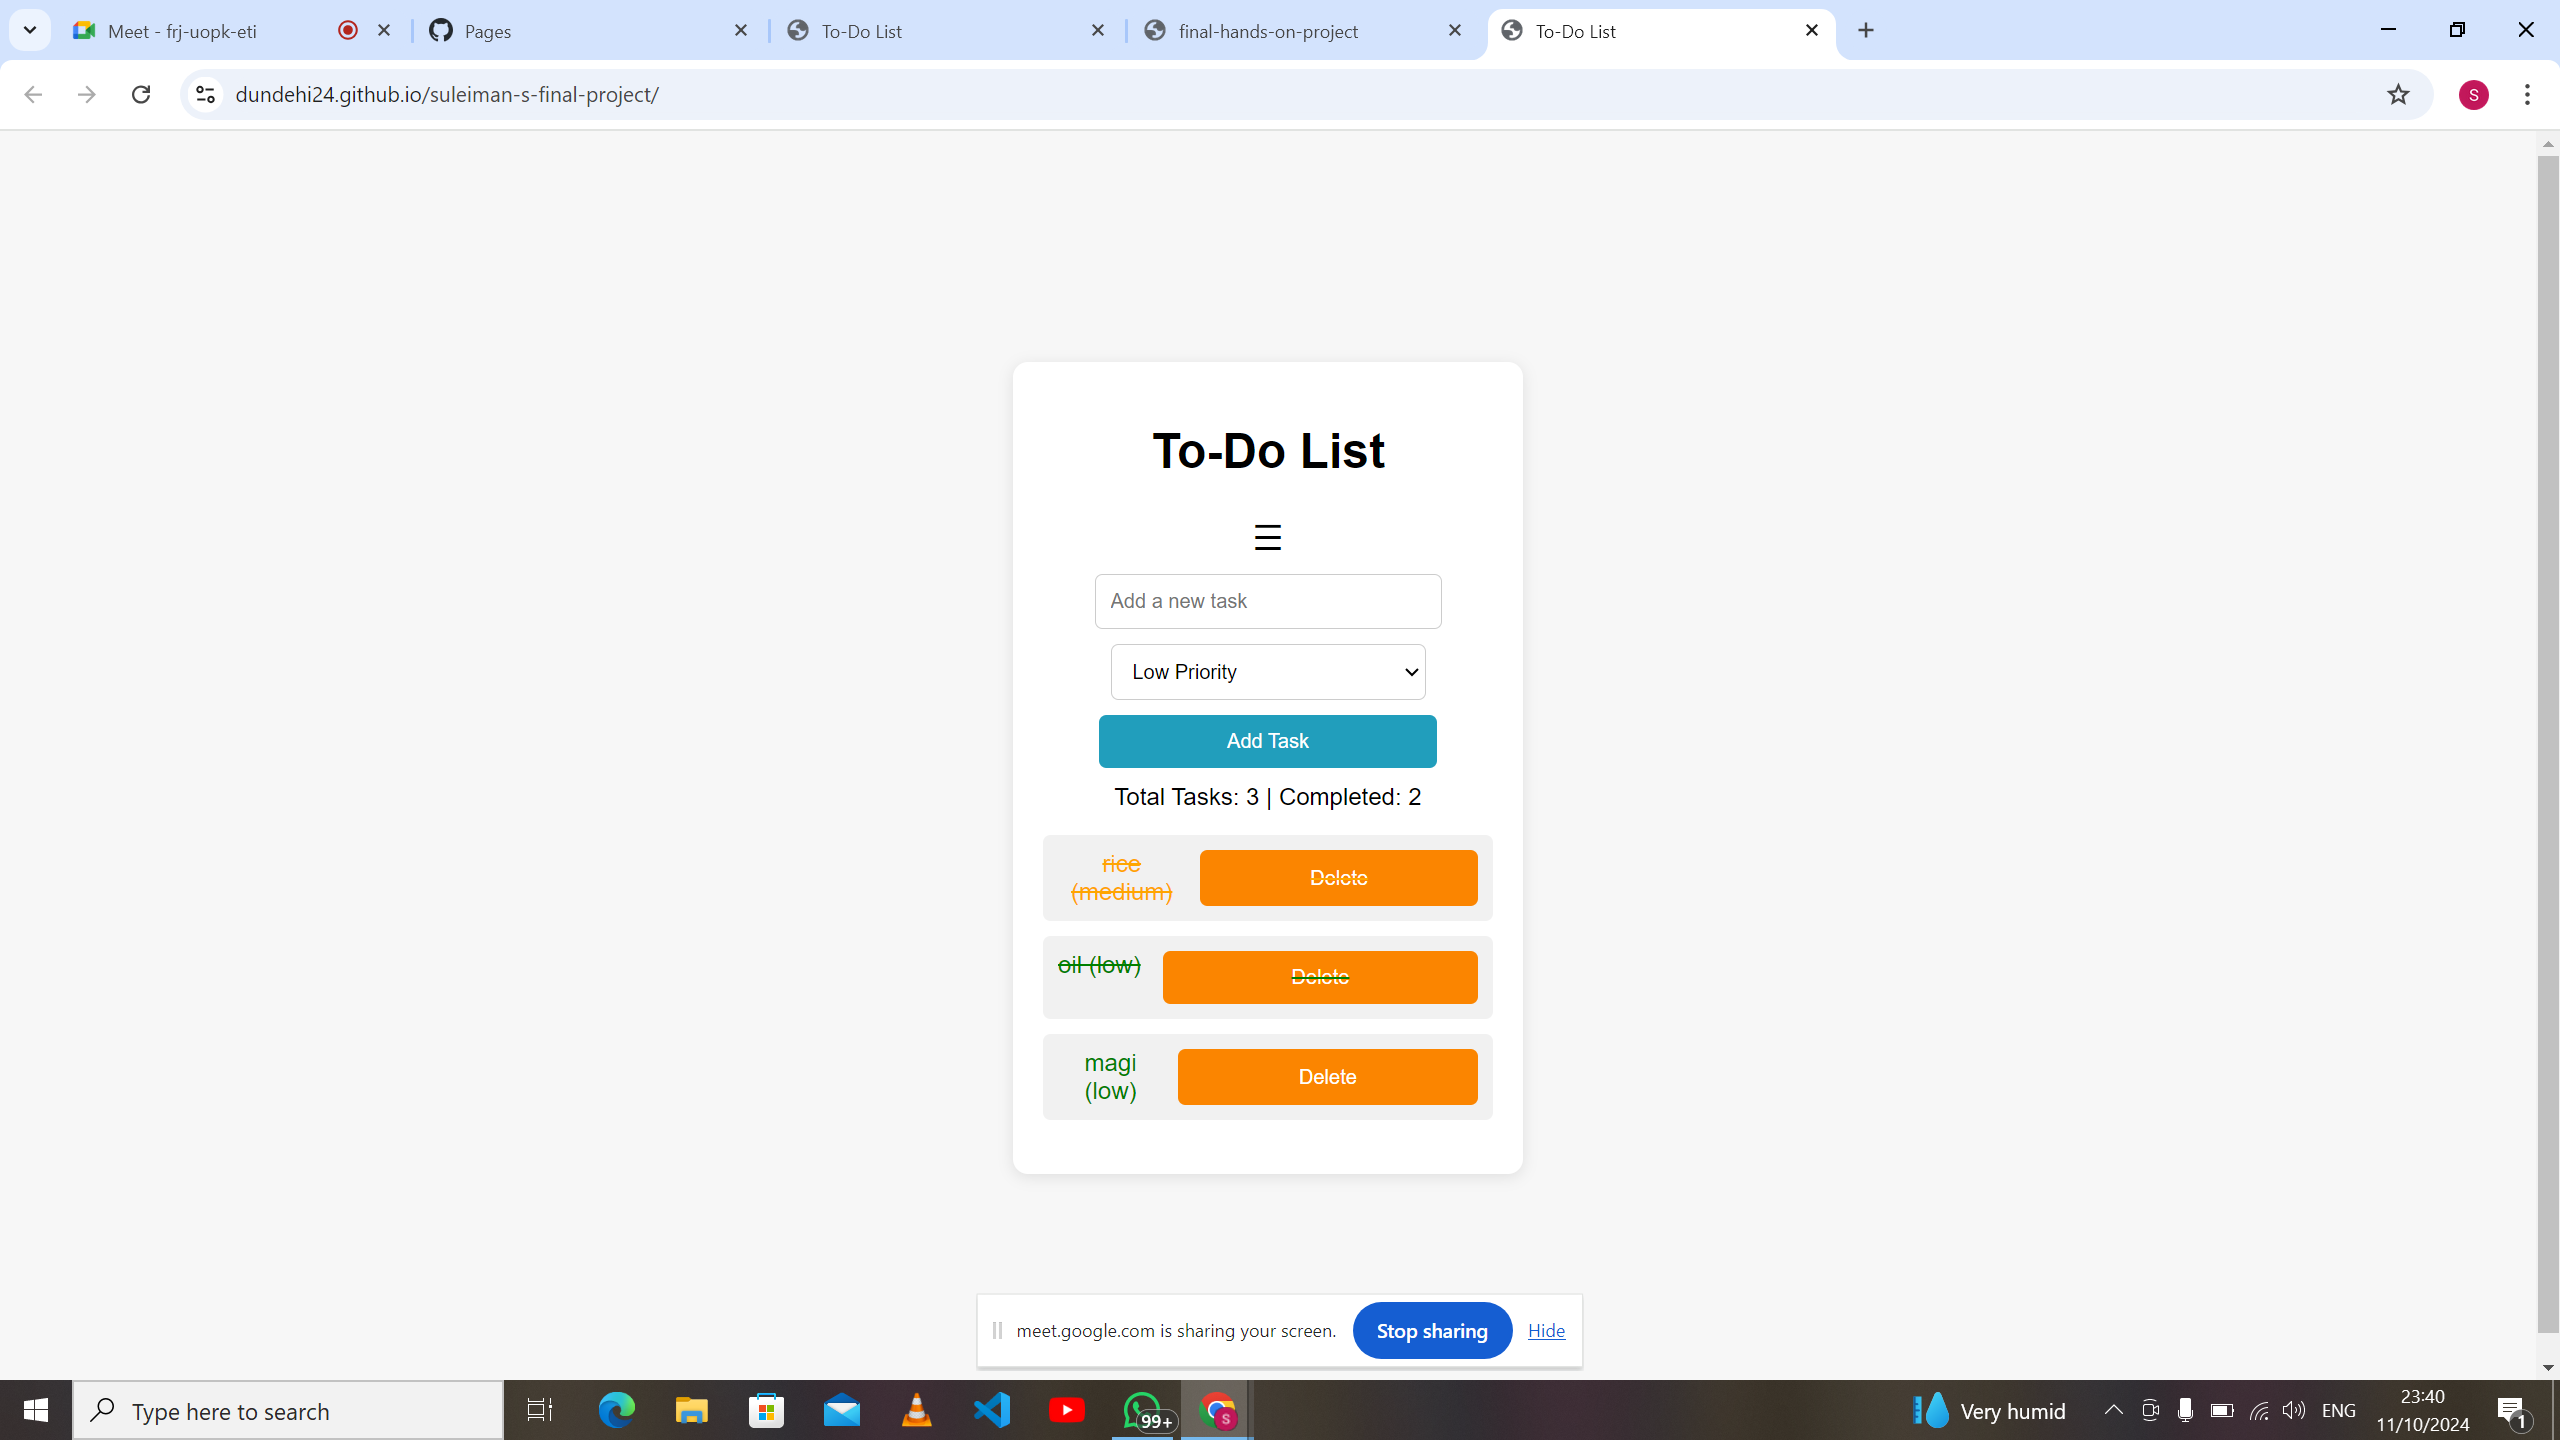 Meet - frj-uopk-eti
Pages
To-Do List
final-hands-on-project
To-Do List
dundehi24.github.io/suleiman-s-final-project/
S
To-Do List
Add a new task
Low Priority
Add Task
Total Tasks: 3 | Completed: 2
rice
(medium)
Delete
oil (low)
Delete
magi
(low)
Delete
meet.google.com is sharing your screen.
Stop sharing
Hide
Type here to search
99+
S
Very humid
ENG
23:40
11/10/2024
1